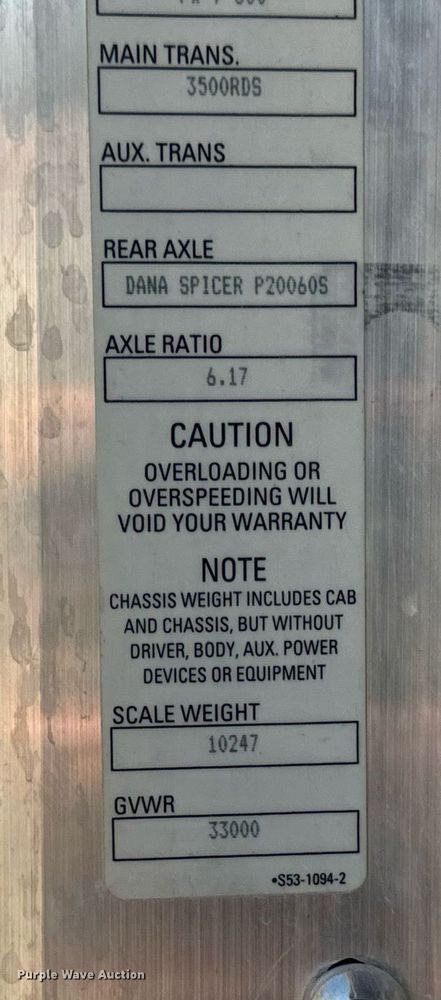 MAIN TRANS.
3500RDS
AUX. TRANS
REAR AXLE
DANA SPICER P20060S
AXLE RATIO
6.17
CAUTION
OVERLOADING OR
OVERSPEEDING WILL
VOID YOUR WARRANTY
NOTE
CHASSIS WEIGHT INCLUDES CAB
AND CHASSIS, BUT WITHOUT
DRIVER, BODY, AUX. POWER
DEVICES OR EQUIPMENT
SCALE WEIGHT
10247
GVWR
33000
•S53-1094-2
Purple Wave Auction